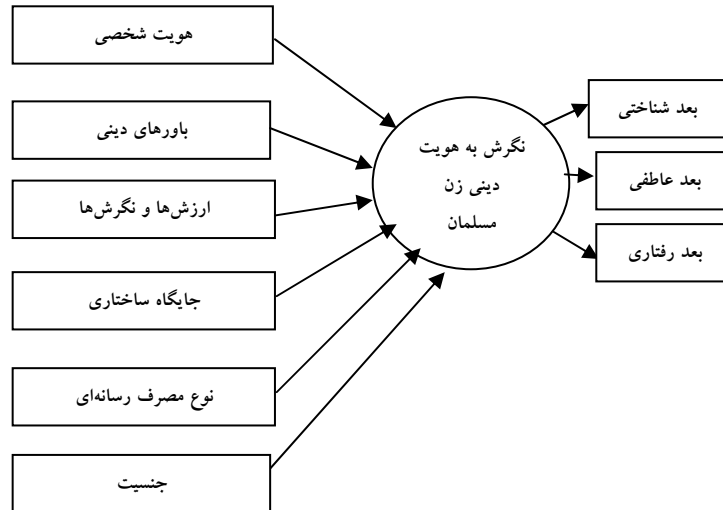 هویت شخصی
باورهای دینی
ارزش‌ها و نگرش‌ها
جایگاه ساختاری
نوع مصرف رسانه‌ای
جنسیت
نگرش به هویت
دینی زن
مسلمان
بعد شناختی
بعد عاطفی
بعد رفتاری